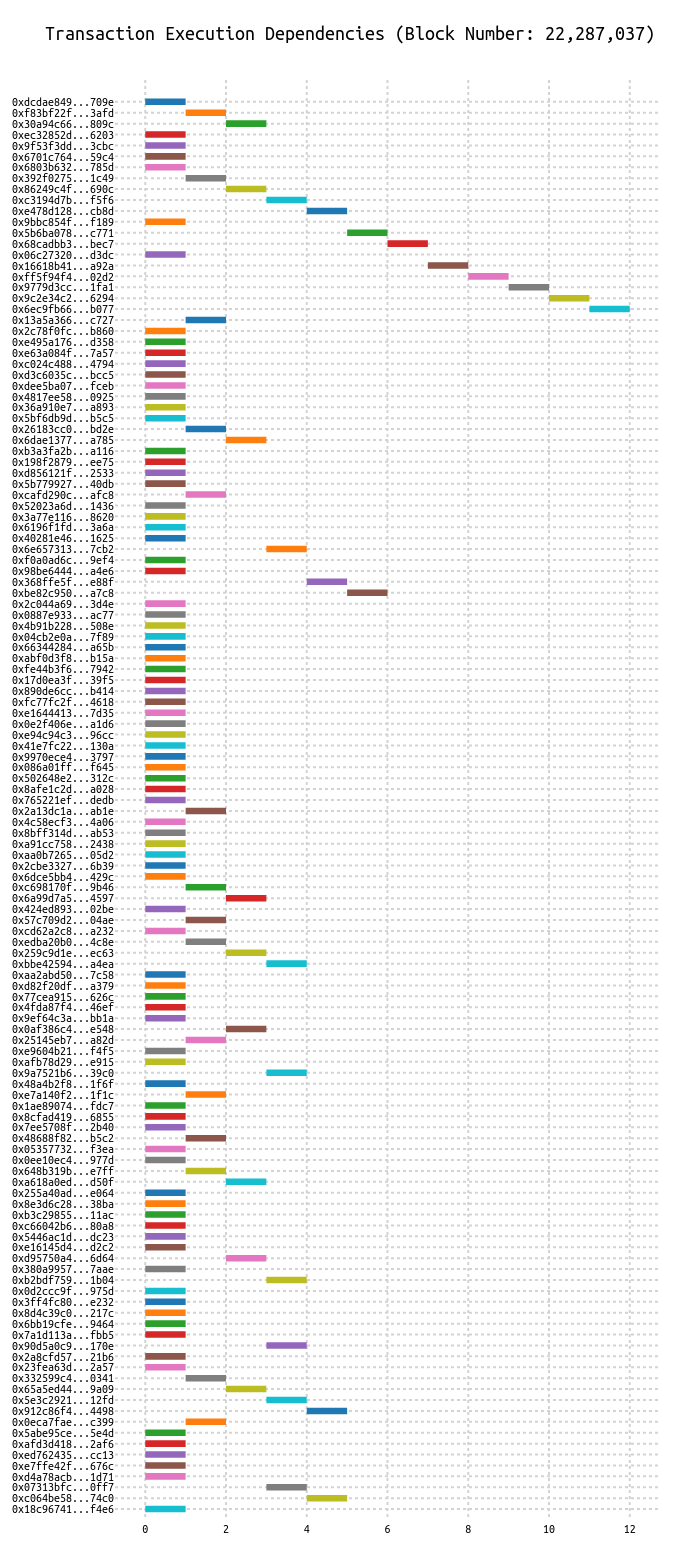 Transaction Execution Dependencies (Block Number: 22,287,037)
0xdcdae849...709e
0xf83bf22f...3afd
0x30a94c66...809c
0xec32852d...6203
0x9f53f3dd...3cbc
0x6701c764...59c4
0x6803b632...785d
0x392f0275...1c49
0x86249c4f...690c
0xc3194d7b...f5f6
0xe478d128...cb8d
0x9bbc854f...f189
0x5b6ba078...c771
0x68cadbb3...bec7
0x06c27320...d3dc
0x16618b41...a92a
0xff5f94f4...02d2
0x9779d3cc...1fa1
0x9c2e34c2...6294
0x6ec9fb66...b077
0x13a5a366...c727
0x2c78f0fc...b860
0xe495a176...d358
0xe63a084f...7a57
0xc024c488...4794
0xd3c6035c...bcc5
0xdee5ba07...fceb
0x4817ee58...0925
0x36a910e7...a893
0x5bf6db9d...b5c5
0x26183cc0...bd2e
0x6dae1377...a785
0xb3a3fa2b...a116
0x198f2879...ee75
0xd856121f...2533
0x5b779927...40db
0xcafd290c...afc8
0x52023a6d...1436
0x3a77e116...8620
0x6196f1fd...3a6a
0x40281e46...1625
0x6e657313...7cb2
0xf0a0ad6c...9ef4
0x98be6444...a4e6
0x368ffe5f...e88f
0xbe82c950...a7c8
0x2c044a69...3d4e
0x0887e933...ac77
0x4b91b228...508e
0x04cb2e0a...7f89
0x66344284...a65b
0xabf0d3f8...b15a
0xfe44b3f6...7942
0x17d0ea3f...39f5
0x890de6cc...b414
0xfc77fc2f...4618
0xe1644413...7d35
0x0e2f406e...a1d6
0xe94c94c3...96cc
0x41e7fc22...130a
0x9970ece4...3797
0x086a01ff...f645
0x502648e2...312c
0x8afe1c2d...a028
0x765221ef...dedb
0x2a13dc1a...ab1e
0x4c58ecf3...4a06
0x8bff314d...ab53
0xa91cc758...2438
0xaa0b7265...05d2
0x2cbe3327...6b39
0x6dce5bb4...429c
0xc698170f...9b46
0x6a99d7a5...4597
0x424ed893...02be
0x57c709d2...04ae
0xcd62a2c8...a232
0xedba20b0...4c8e
0x259c9d1e...ec63
0xbbe42594...a4ea
0xaa2abd50...7c58
0xd82f20df...a379
0x77cea915...626c
0x4fda87f4...46ef
0x9ef64c3a...bb1a
0x0af386c4...e548
0x25145eb7...a82d
0xe9604b21...f4f5
0xafb78d29...e915
0x9a7521b6...39c0
0x48a4b2f8...1f6f
0xe7a140f2...1f1c
0x1ae89074...fdc7
0x8cfad419...6855
0x7ee5708f...2b40
0x48688f82...b5c2
0x05357732...f3ea
0x0ee10ec4...977d
0x648b319b...e7ff
0xa618a0ed...d50f
0x255a40ad...e064
0x8e3d6c28...38ba
0xb3c29855...11ac
0xc66042b6...80a8
0x5446ac1d...dc23
0xe16145d4...d2c2
0xd95750a4...6d64
0x380a9957...7aae
0xb2bdf759...1b04
0x0d2ccc9f...975d
0x3ff4fc80...e232
0x8d4c39c0...217c
0x6bb19cfe...9464
0x7a1d113a...fbb5
0x90d5a0c9...170e
0x2a8cfd57...21b6
0x23fea63d...2a57
0x332599c4...0341
0x65a5ed44...9a09
0x5e3c2921...12fd
0x912c86f4...4498
0x0eca7fae...c399
0x5abe95ce...5e4d
0xafd3d418...2af6
0xed762435...cc13
0xe7ffe42f...676c
0xd4a78acb...1d71
0x07313bfc...0ff7
0xc064be58...74c0
0x18c96741...f4e6
0 2 4 6 8 10 12